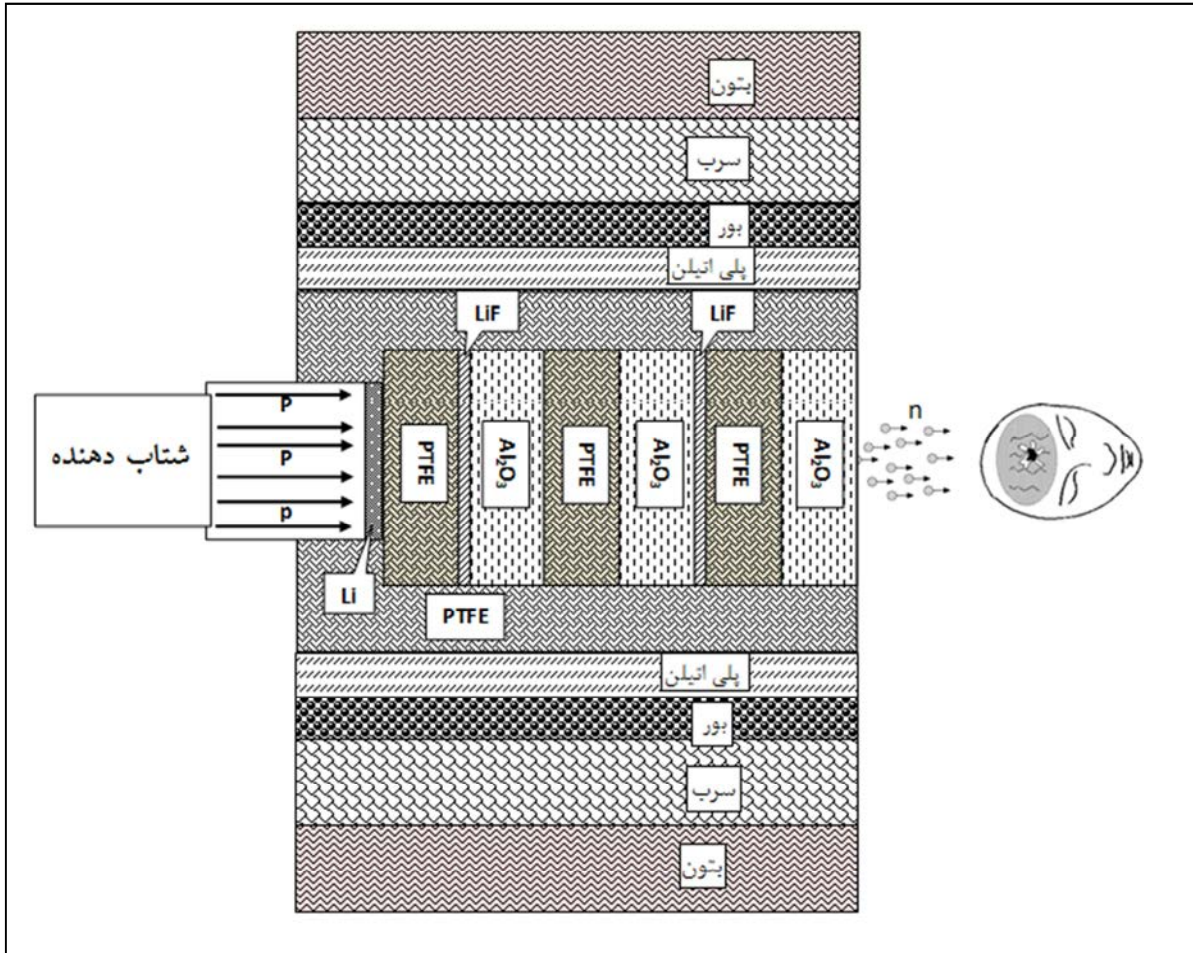 بتون
سرب
بور
پلی اتیلن
LiF
LiF
شتاب دهنده
P
P
p
PTFE
Al₂O₃
PTFE
Al₂O₃
PTFE
Al₂O₃
n
Li
PTFE
پلی اتیلن
بور
سرب
بتون